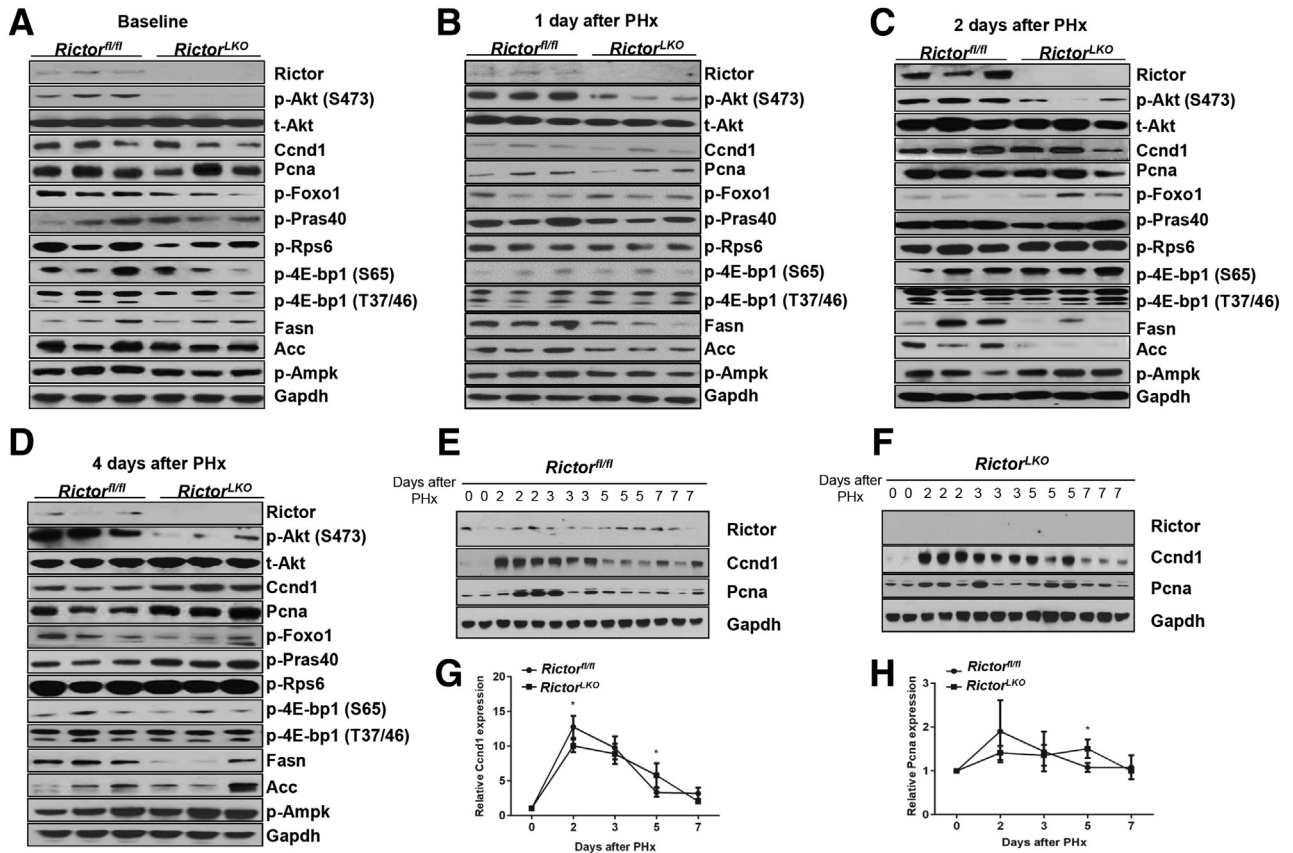 A
Baseline
Rictorfl/fl RictorLKO
Rictor
p-Akt (S473)
t-Akt
Ccnd1
Pcna
p-Foxo1
p-Pras40
p-Rps6
p-4E-bp1 (S65)
p-4E-bp1 (T37/46)
Fasn
Acc
p-Ampk
Gapdh
B
1 day after PHx
Rictorfl/fl RictorLKO
Rictor
p-Akt (S473)
t-Akt
Ccnd1
Pcna
p-Foxo1
p-Pras40
p-Rps6
p-4E-bp1 (S65)
p-4E-bp1 (T37/46)
Fasn
Acc
p-Ampk
Gapdh
C
2 days after PHx
Rictorfl/fl RictorLKO
Rictor
p-Akt (S473)
t-Akt
Ccnd1
Pcna
p-Foxo1
p-Pras40
p-Rps6
p-4E-bp1 (S65)
p-4E-bp1 (T37/46)
Fasn
Acc
p-Ampk
Gapdh
D
4 days after PHx
Rictorfl/fl RictorLKO
Rictor
p-Akt (S473)
t-Akt
Ccnd1
Pcna
p-Foxo1
p-Pras40
p-Rps6
p-4E-bp1 (S65)
p-4E-bp1 (T37/46)
Fasn
Acc
p-Ampk
Gapdh
E
Rictorfl/fl
Days after
PHx 0 0 2 2 2 3 3 3 5 5 5 7 7 7
Rictor
Ccnd1
Pcna
Gapdh
F
RictorLKO
Days after
PHx 0 0 2 2 2 3 3 3 5 5 5 7 7 7
Rictor
Ccnd1
Pcna
Gapdh
G
Rictorfl/fl
RictorLKO
Relative Ccnd1 expression
20
15
10
5
0
* *
0 2 3 5 7
Days after PHx
H
Rictorfl/fl
RictorLKO
Relative Pcna expression
3
2
1
0
*
0 2 3 5 7
Days after PHx